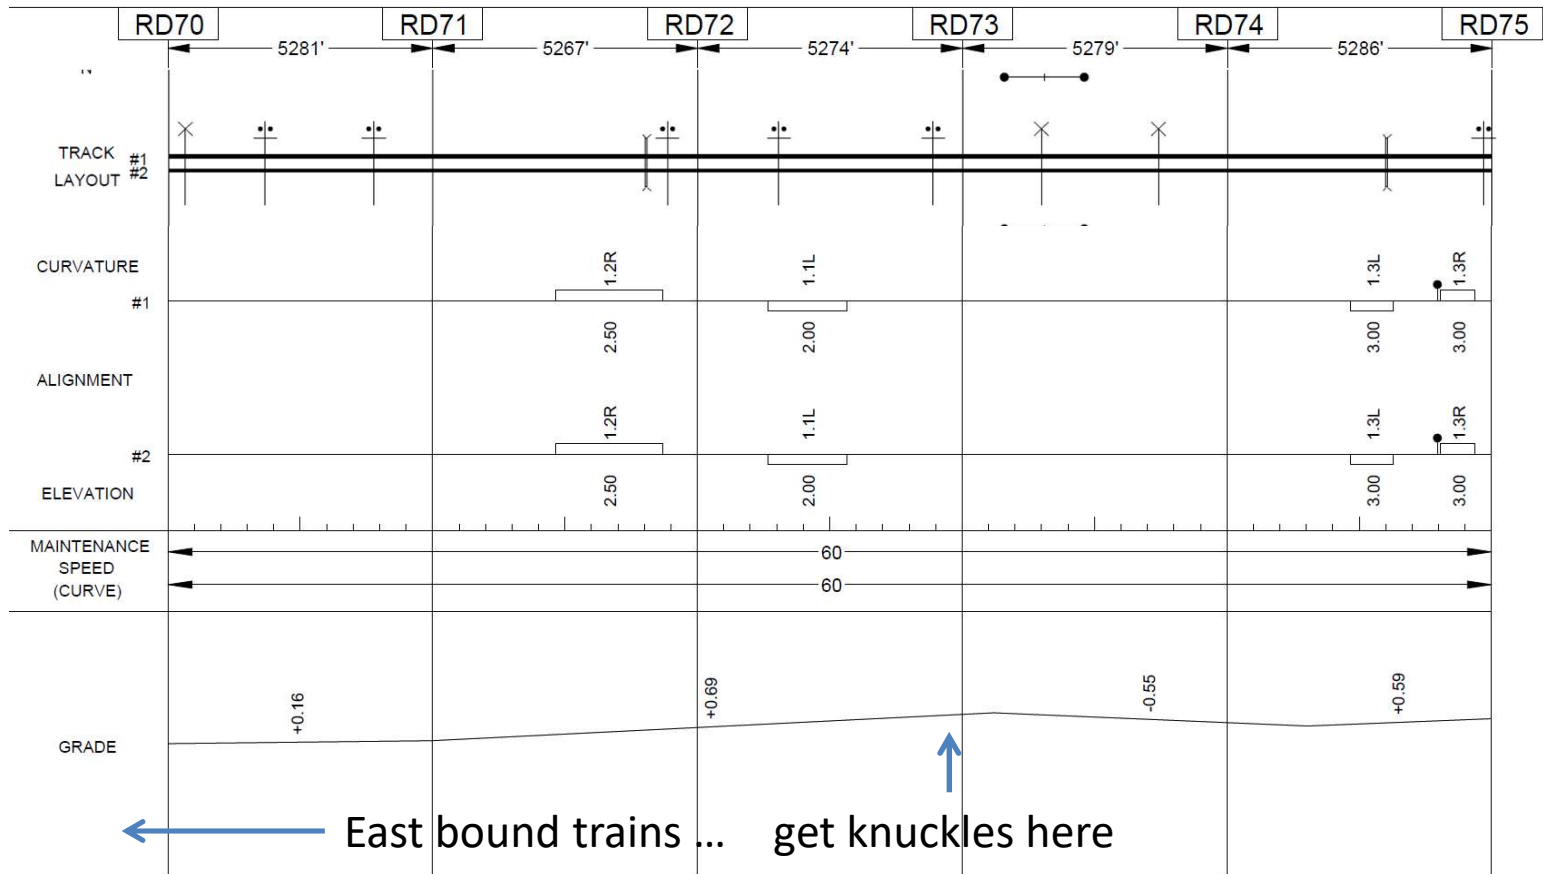 RD70 RD71 RD72 RD73 RD74 RD75
5281' 5267' 5274' 5279' 5286'
N
TRACK #1
LAYOUT #2
CURVATURE 1.2R 1.1L 1.3L 1.3R
#1
2.50 2.00 3.00 3.00
ALIGNMENT
1.2R 1.1L 1.3L 1.3R
#2
ELEVATION 2.50 2.00 3.00 3.00
MAINTENANCE 60
SPEED
(CURVE) 60
+0.16 +0.69 -0.55 +0.59
GRADE
East bound trains ... get knuckles here